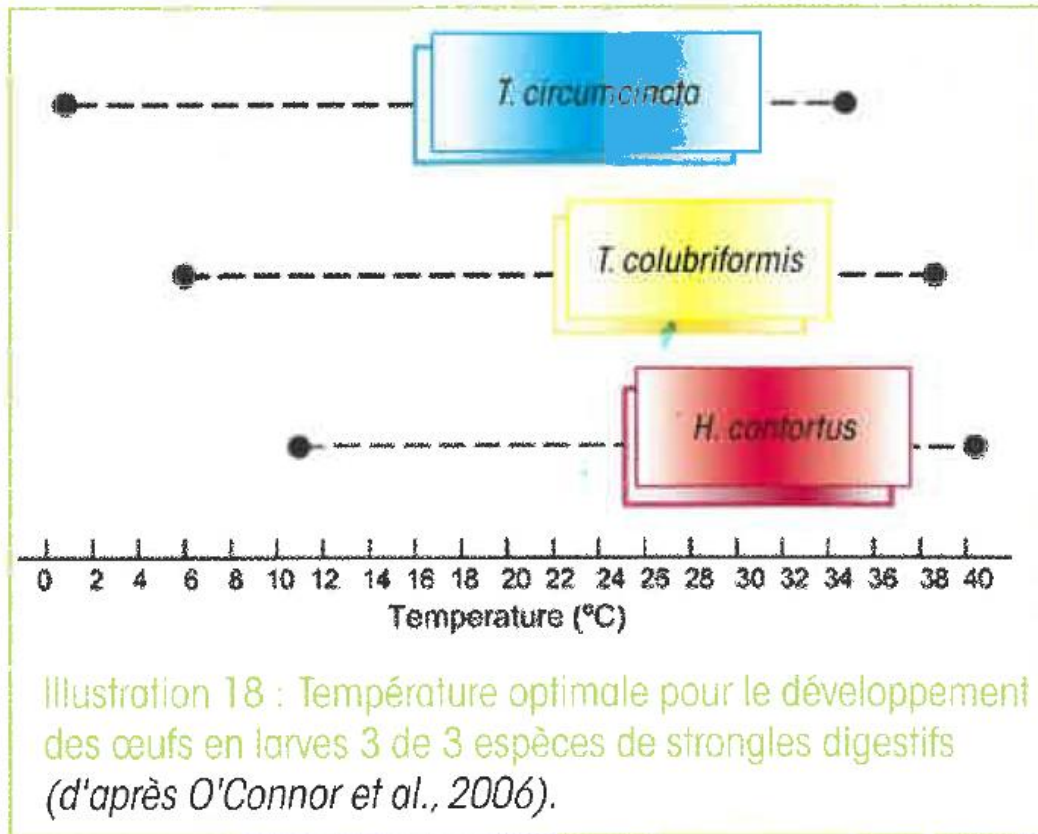 T. circumcincta
T. colubriformis
H. contortus
0 2 4 6 8 10 12 14 16 18 20 22 24 26 28 30 32 34 36 38 40
Temperature (ºC)
Illustration 18 : Température optimale pour le développement
des œufs en larves 3 de 3 espèces de strongles digestifs
(d'après O'Connor et al., 2006).